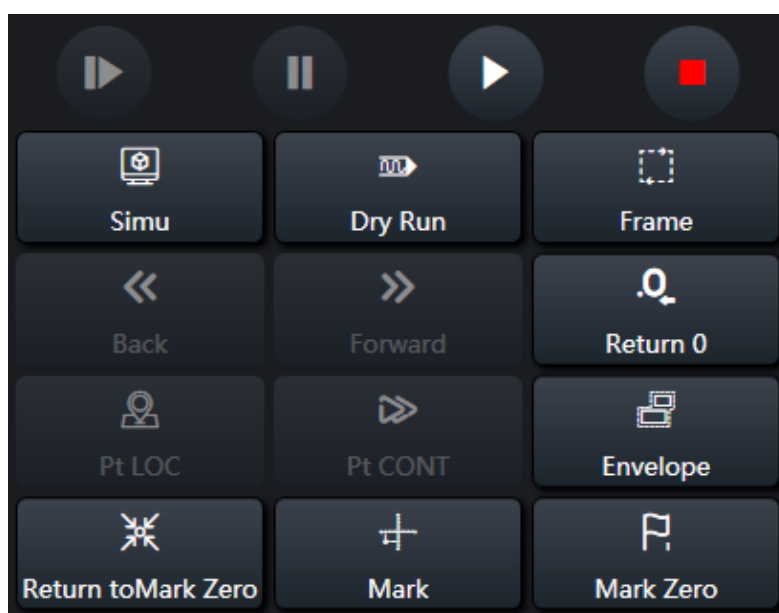 Simu
Dry Run
Frame
Back
Forward
.0
Return 0
Pt LOC
Pt CONT
Envelope
Return toMark Zero
Mark
Mark Zero